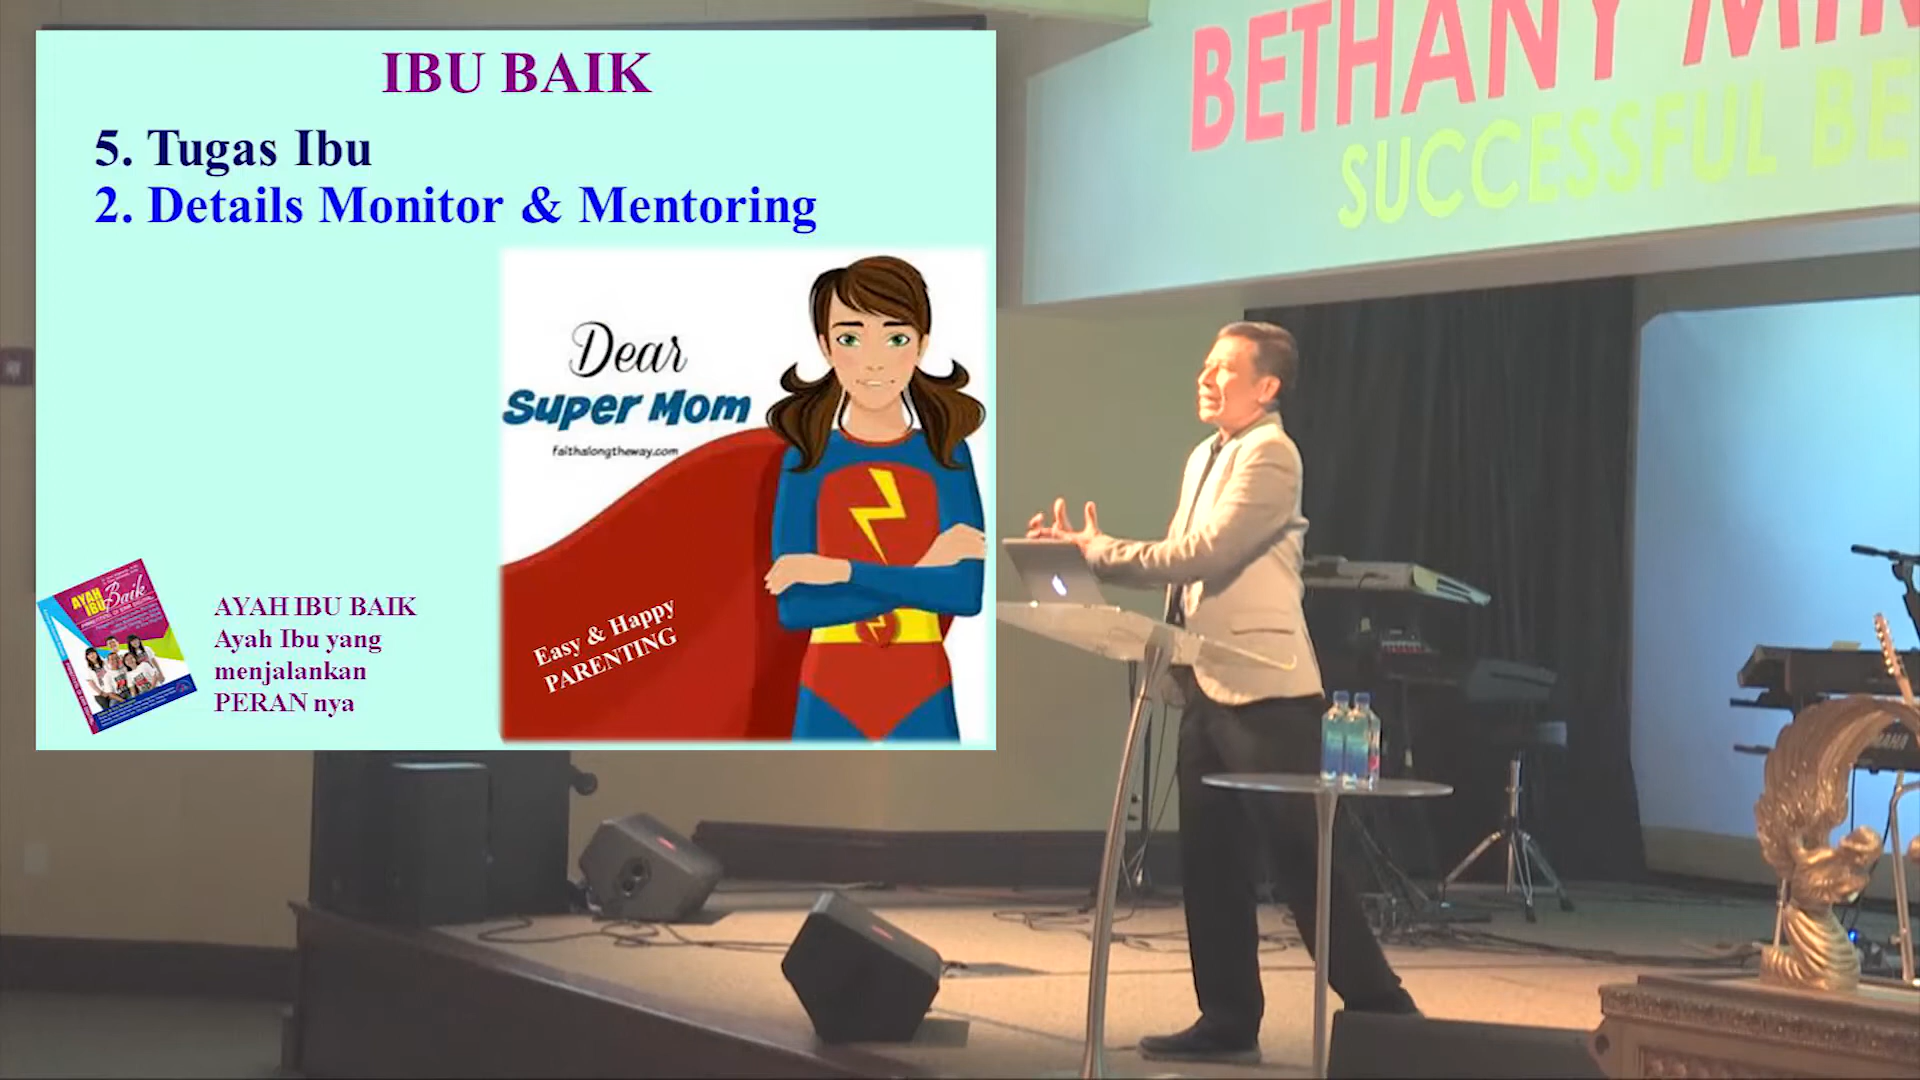 IBU BAIK
5. Tugas Ibu
2. Details Monitor & Mentoring
Dear
Super Mom
faithalongtheway.com
Easy & Happy
PARENTING
AYAH
IBU
Baik
AYAH IBU BAIK
Ayah Ibu yang
menjalankan
PERAN nya
BETHANY
SUCCESSFUL
YAMAHA